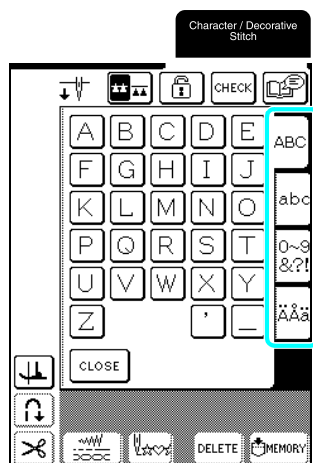 Character / Decorative
Stitch
CHECK
A B C D E
ABC
F G H I J
K L M N O
abc
P Q R S T
0~9
&?!
U V W X Y
Z ' _
ÄÅä
CLOSE
DELETE MEMORY